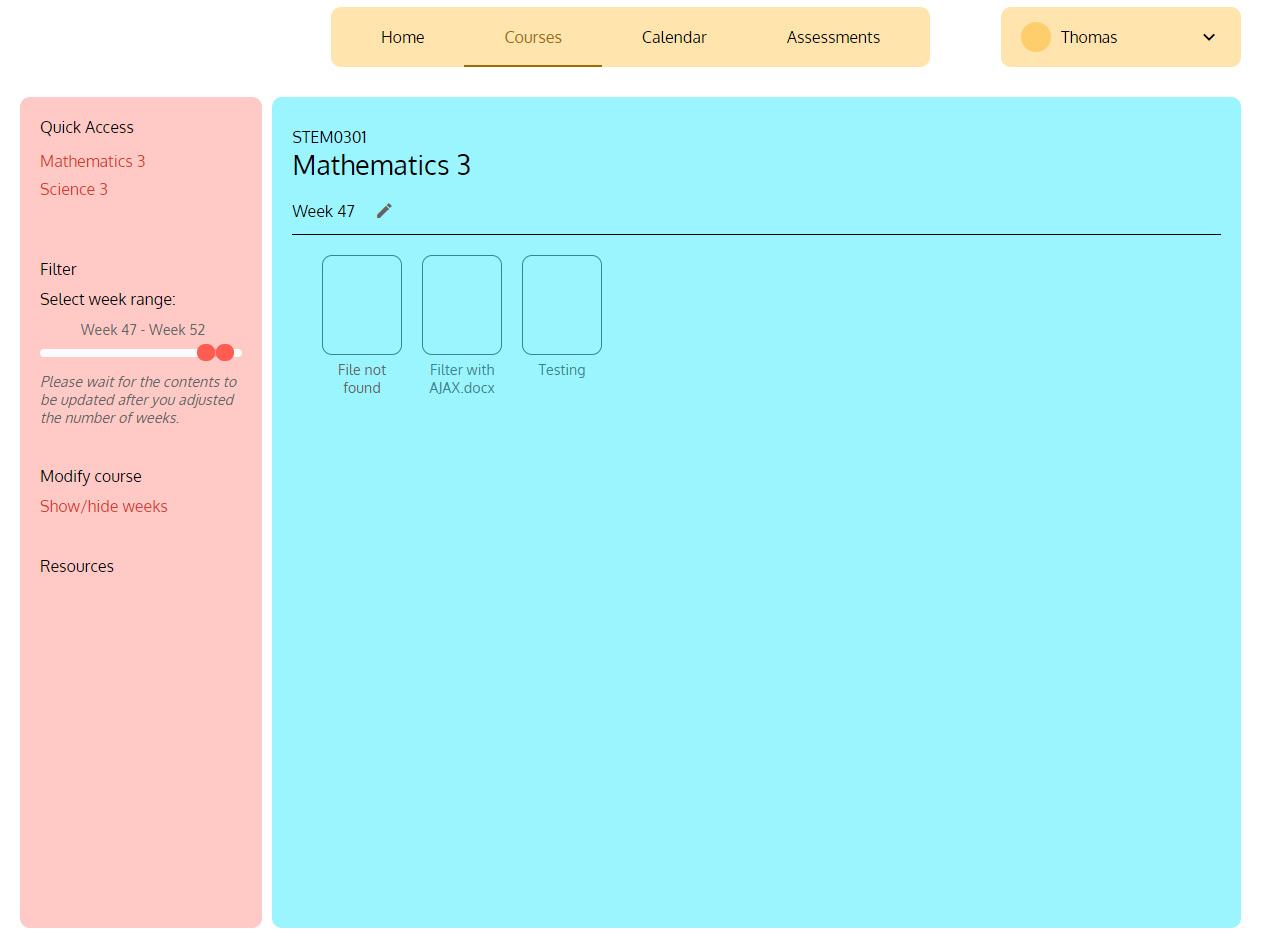 Home Courses Calendar Assessments Thomas
Quick Access
Mathematics 3
Science 3
Filter
Select week range:
Week 47 - Week 52
Please wait for the contents to
be updated after you adjusted
the number of weeks.
Modify course
Show/hide weeks
Resources
STEM0301
Mathematics 3
Week 47
File not
found
Filter with
AJAX.docx
Testing